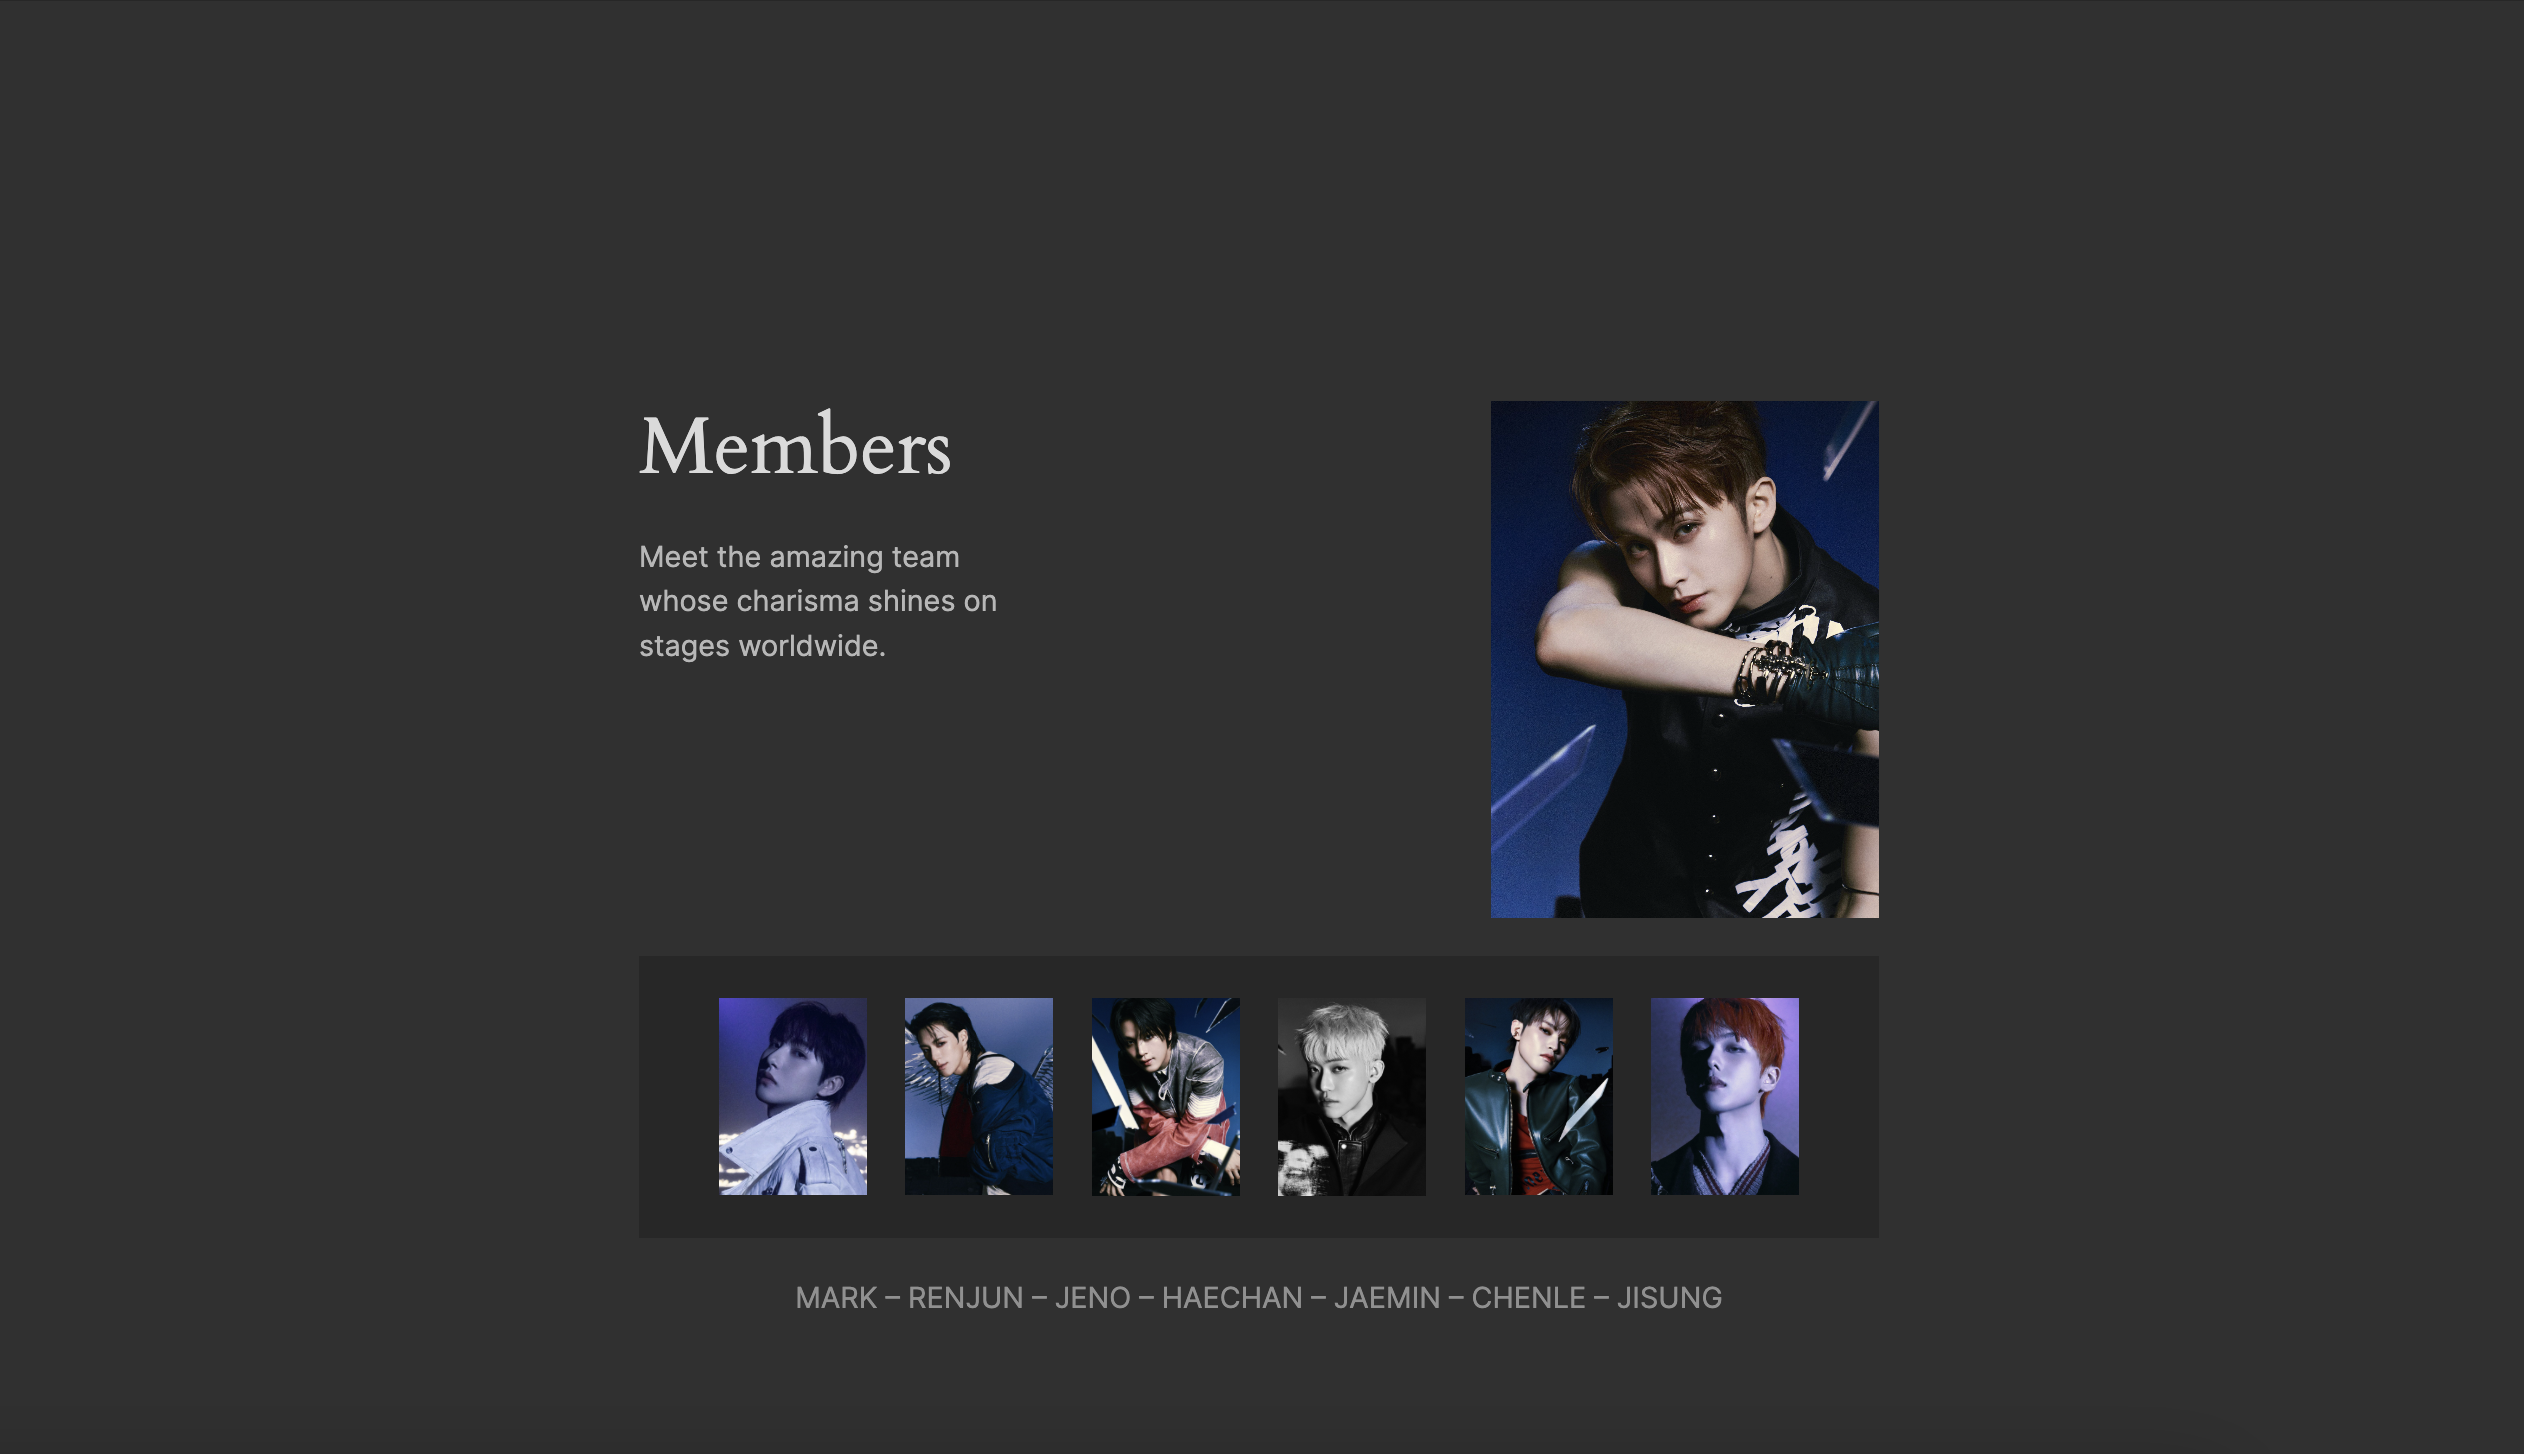 Members
Meet the amazing team
whose charisma shines on
stages worldwide.
MARK – RENJUN – JENO – HAECHAN – JAEMIN – CHENLE – JISUNG